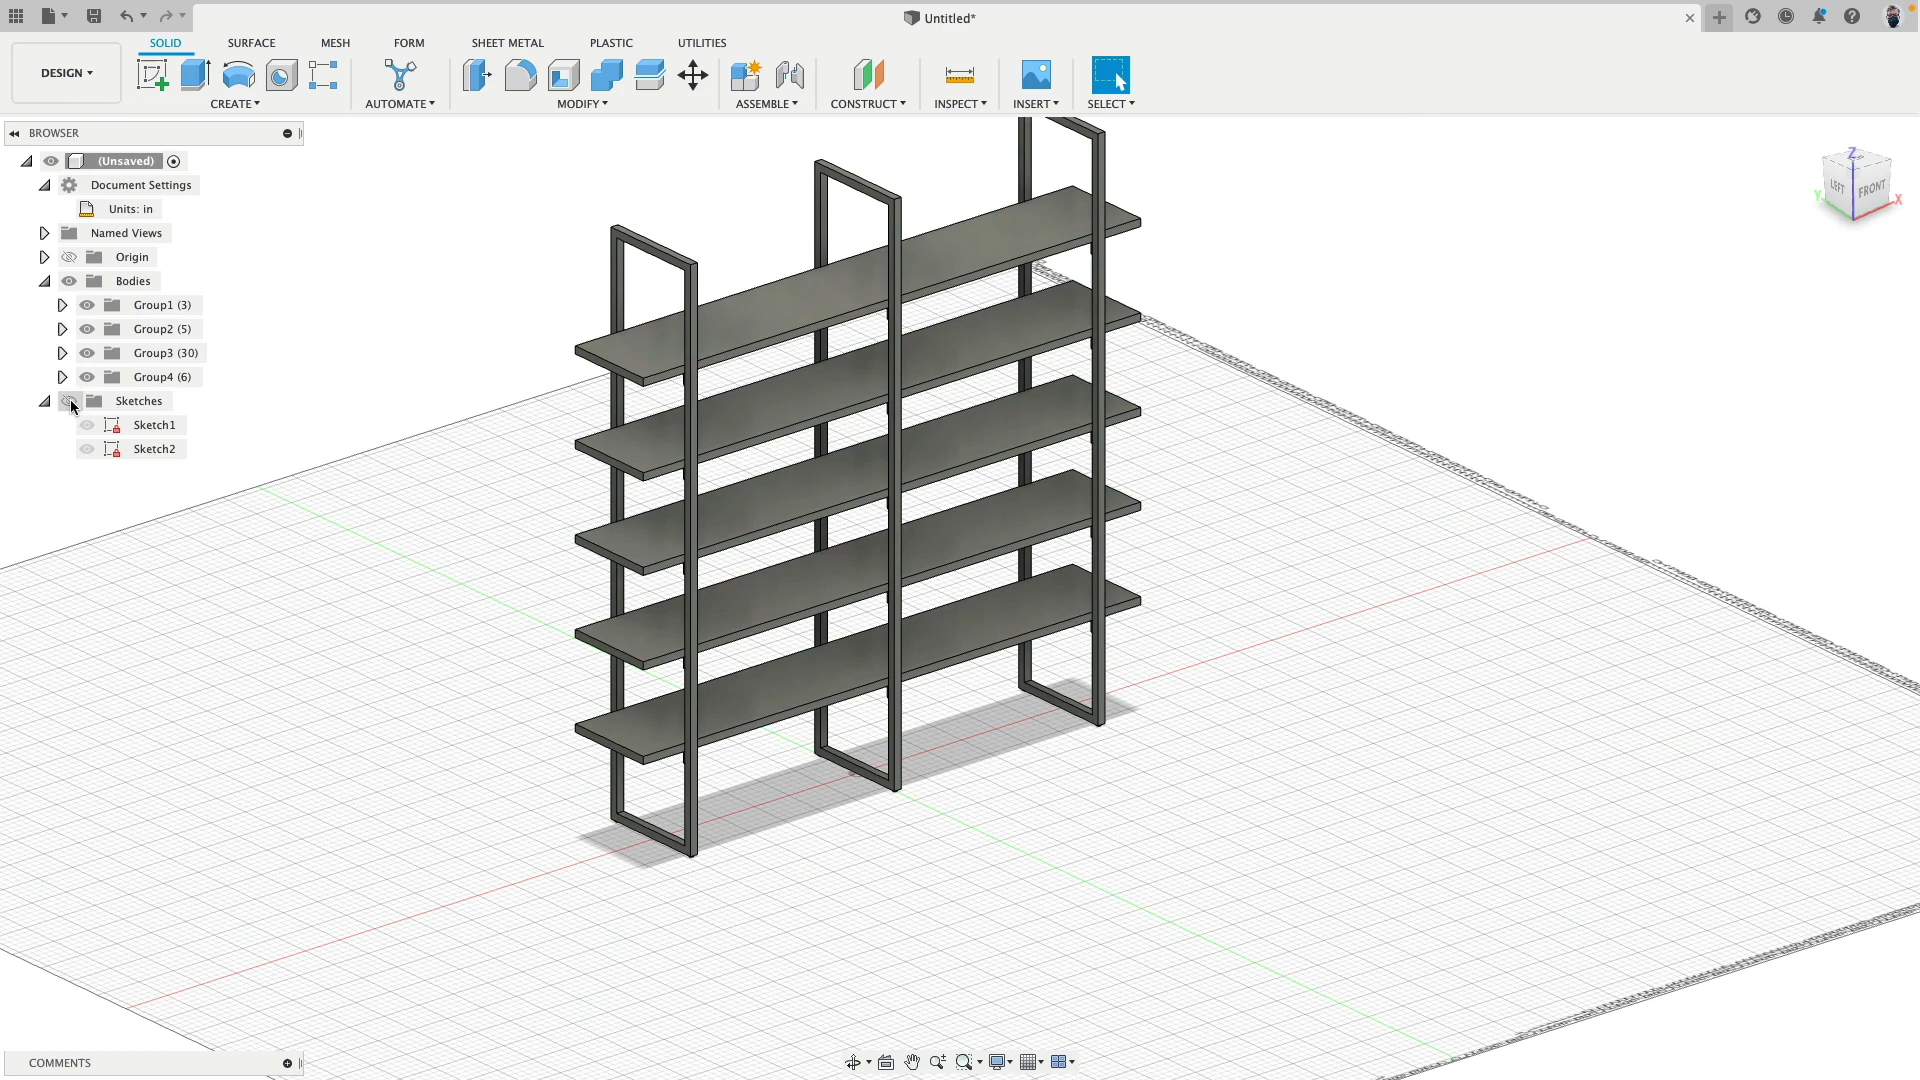 Untitled*
SOLID SURFACE MESH FORM SHEET METAL PLASTIC UTILITIES
DESIGN
CREATE AUTOMATE MODIFY ASSEMBLE CONSTRUCT INSPECT INSERT SELECT
BROWSER
(Unsaved)
Document Settings
Units: in
Named Views
Origin
Bodies
Group1 (3)
Group2 (5)
Group3 (30)
Group4 (6)
Sketches
Sketch1
Sketch2
Z
LEFT FRONT
Y X
COMMENTS